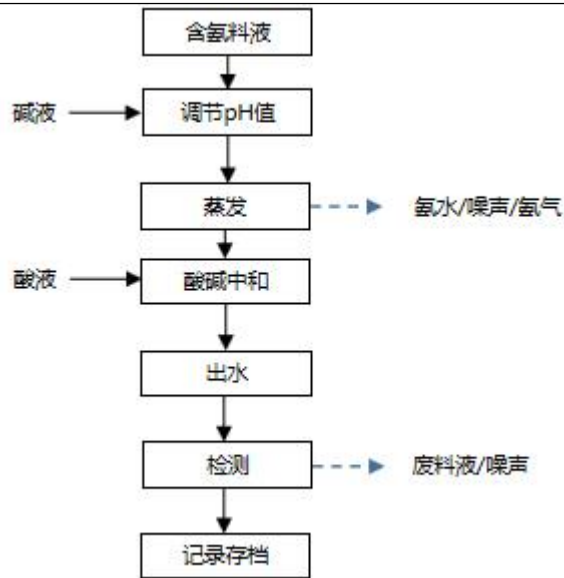 含氨料液
碱液
调节pH值
蒸发
氨水/噪声/氨气
酸液
酸碱中和
出水
检测
废料液/噪声
记录存档